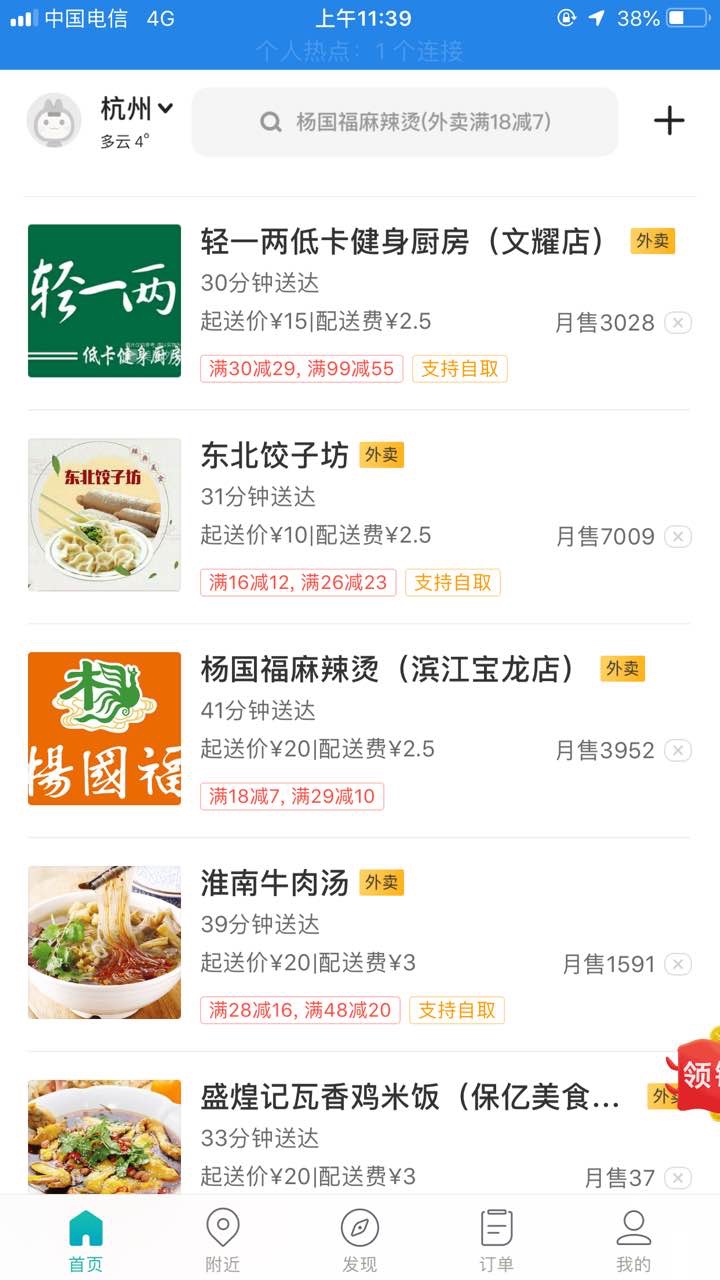 中国电信 4G
上午11:39
38%
个人热点：1 个连接
杭州
多云 4°
杨国福麻辣烫(外卖满18减7)
轻一两
低卡健身厨房
轻一两低卡健身厨房（文耀店）
外卖
30分钟送达
起送价¥15|配送费¥2.5
月售3028
满30减29, 满99减55
支持自取
经典美食
东北饺子坊
东北饺子坊
外卖
31分钟送达
起送价¥10|配送费¥2.5
月售7009
满16减12, 满26减23
支持自取
楊國福
杨国福麻辣烫（滨江宝龙店）
外卖
41分钟送达
起送价¥20|配送费¥2.5
月售3952
满18减7, 满29减10
淮南牛肉汤
外卖
39分钟送达
起送价¥20|配送费¥3
月售1591
满28减16, 满48减20
支持自取
领
盛煌记瓦香鸡米饭（保亿美食...
外
33分钟送达
起送价¥20|配送费¥3
月售37
首页
附近
发现
订单
我的